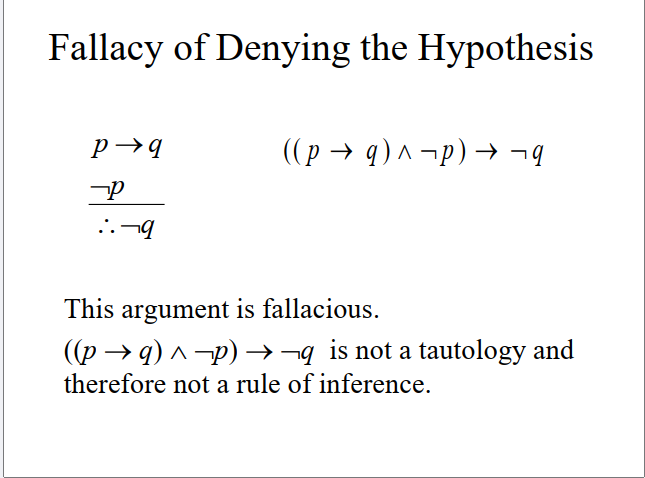 Fallacy of Denying the Hypothesis
p → q
((p → q) ∧ ¬p) → ¬q
¬p
∴ ¬q
This argument is fallacious.
((p → q) ∧ ¬p) → ¬q is not a tautology and
therefore not a rule of inference.